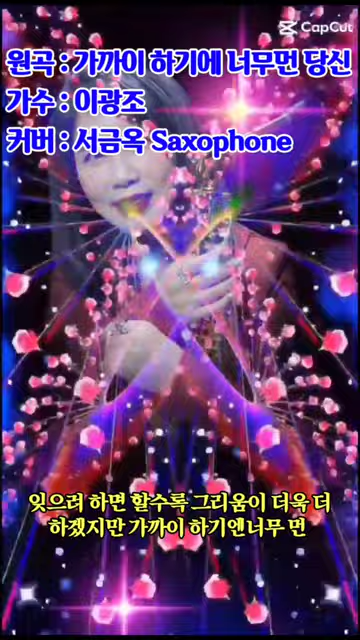 CapCut
원곡 : 가까이 하기에 너무먼 당신
가수 : 이광조
커버 : 서금옥 Saxophone
잊으려 하면 할수록 그리움이 더욱 더
하겠지만 가까이 하기엔 너무 먼